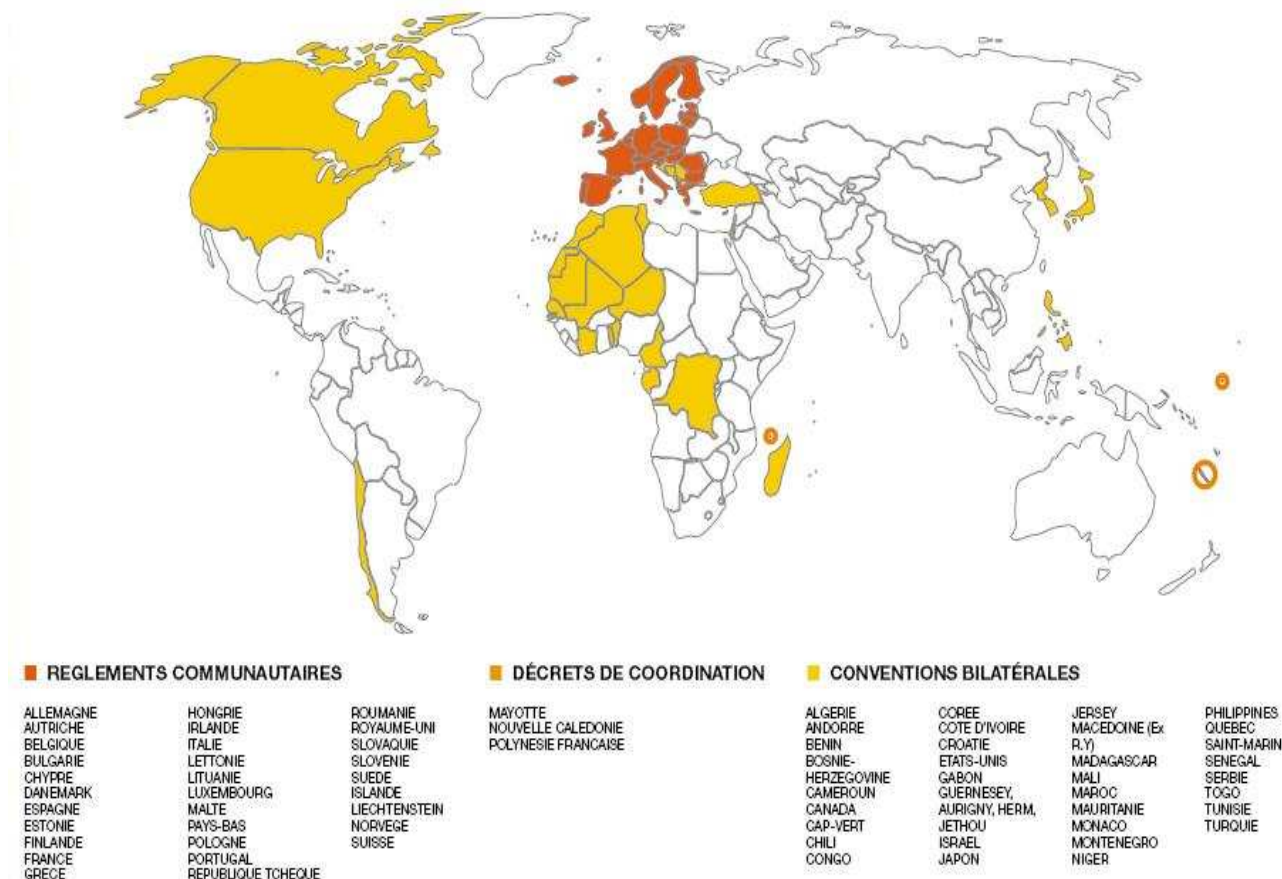 REGLEMENTS COMMUNAUTAIRES
ALLEMAGNE
AUTRICHE
BELGIQUE
BULGARIE
CHYPRE
DANEMARK
ESPAGNE
ESTONIE
FINLANDE
FRANCE
GRECE
HONGRIE
IRLANDE
ITALIE
LETTONIE
LITUANIE
LUXEMBOURG
MALTE
PAYS-BAS
POLOGNE
PORTUGAL
REPUBLIQUE TCHEQUE
ROUMANIE
ROYAUME-UNI
SLOVAQUIE
SLOVENIE
SUEDE
ISLANDE
LIECHTENSTEIN
NORVEGE
SUISSE
DÉCRETS DE COORDINATION
MAYOTTE
NOUVELLE CALEDONIE
POLYNESIE FRANCAISE
CONVENTIONS BILATÉRALES
ALGERIE
ANDORRE
BENIN
BOSNIE-
HERZEGOVINE
CAMEROUN
CANADA
CAP-VERT
CHILI
CONGO
COREE
COTE D'IVOIRE
CROATIE
ETATS-UNIS
GABON
GUERNESEY,
AURIGNY, HERM,
JETHOU
ISRAEL
JAPON
JERSEY
MACEDOINE (Ex
R.Y)
MADAGASCAR
MALI
MAROC
MAURITANIE
MONACO
MONTENEGRO
NIGER
PHILIPPINES
QUEBEC
SAINT-MARIN
SENEGAL
SERBIE
TOGO
TUNISIE
TURQUIE